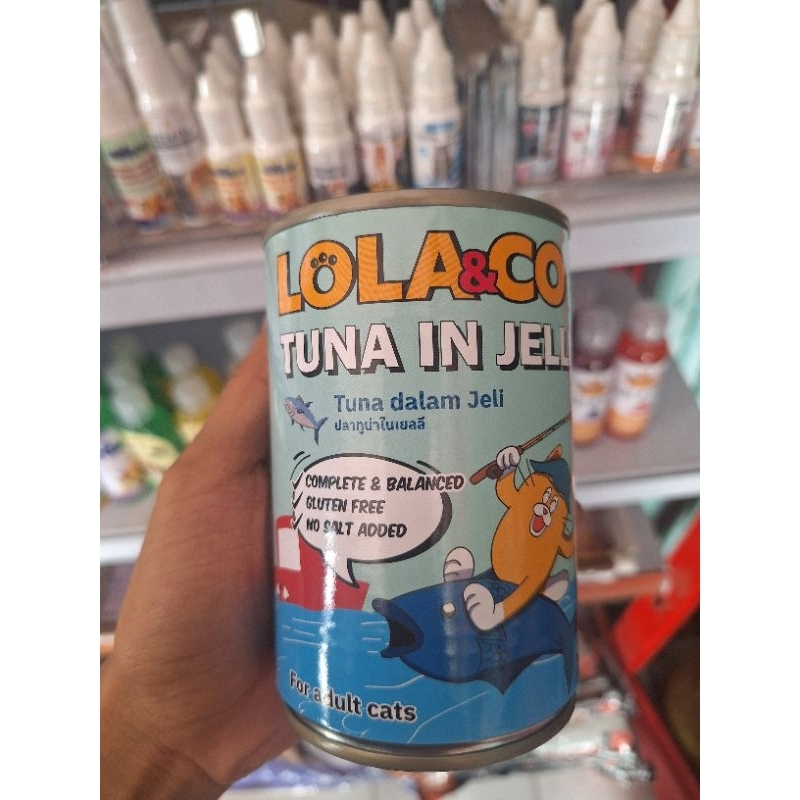 LOLA&CO
TUNA IN JELL
Tuna dalam Jeli
ปลาทูน่าในเยลลี
COMPLETE & BALANCED
GLUTEN FREE
NO SALT ADDED
For adult cats